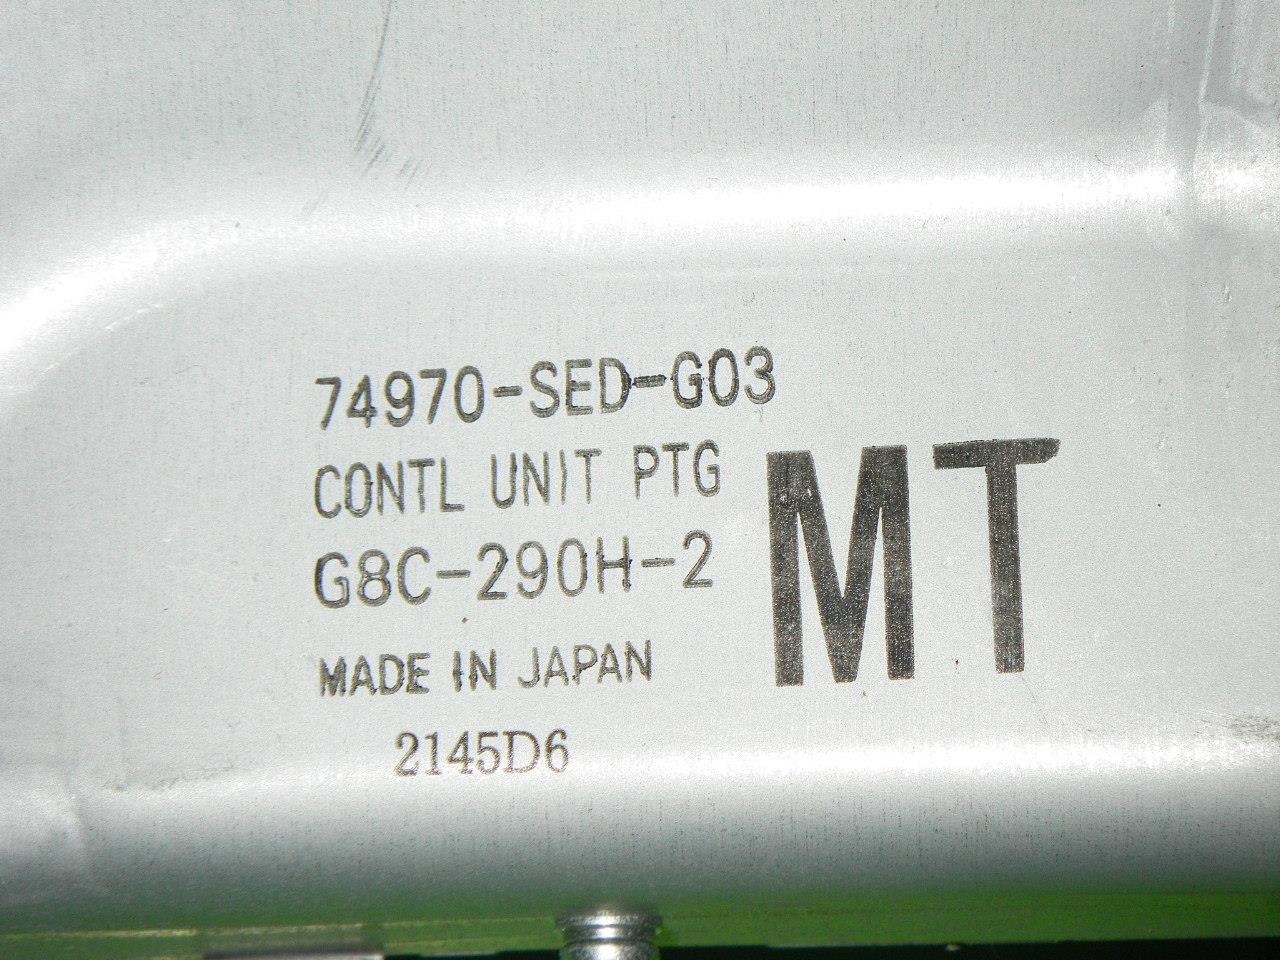 74970-SED-G03
CONTL UNIT PTG
G8C-290H-2
MT
MADE IN JAPAN
2145D6